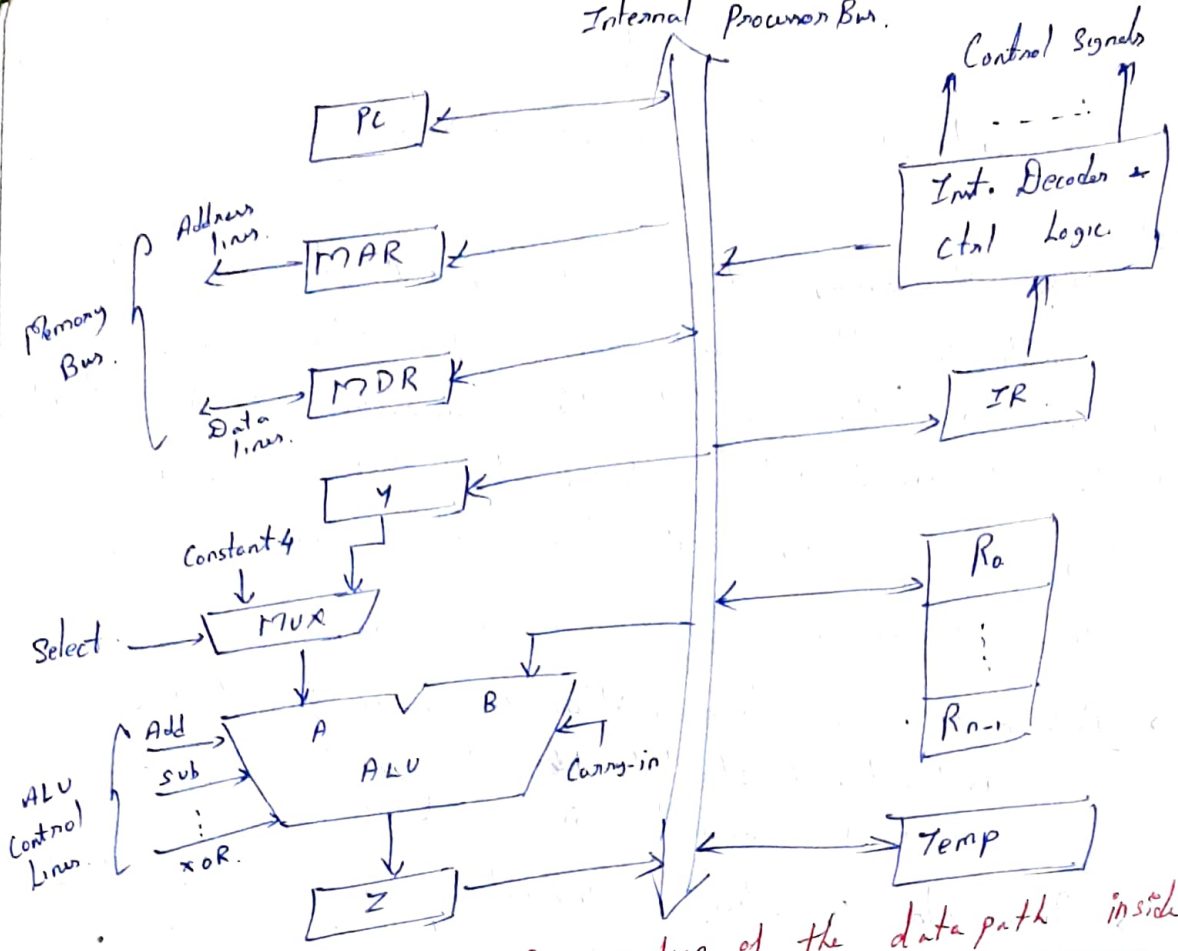 Internal Processor Bus.
Control Signals
PC
Inst. Decoder +
Ctrl Logic.
Address
lines.
MAR
Memory
Bus.
MDR
Data
lines.
IR
Y
Constant 4
MUX
Select
R0
Rn-1
A
B
ALU
Add
Sub
XOR.
ALU
Control
Lines.
Carry-in
Temp
Z
of the data path inside